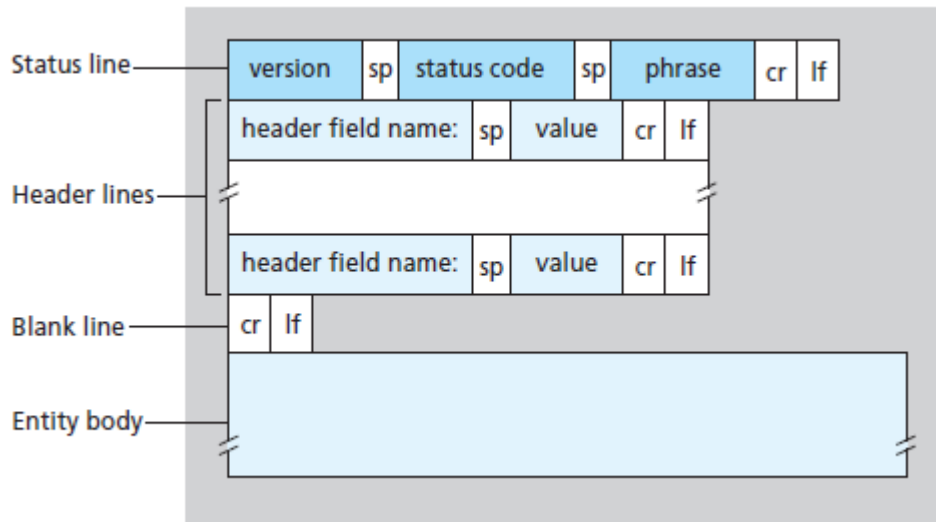 Status line version sp status code sp phrase cr lf
header field name: sp value cr lf
Header lines
header field name: sp value cr lf
Blank line cr lf
Entity body